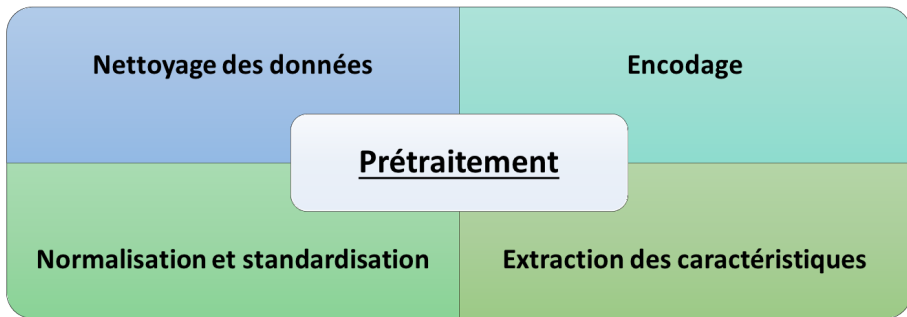 Nettoyage des données
Encodage
Prétraitement
Normalisation et standardisation
Extraction des caractéristiques